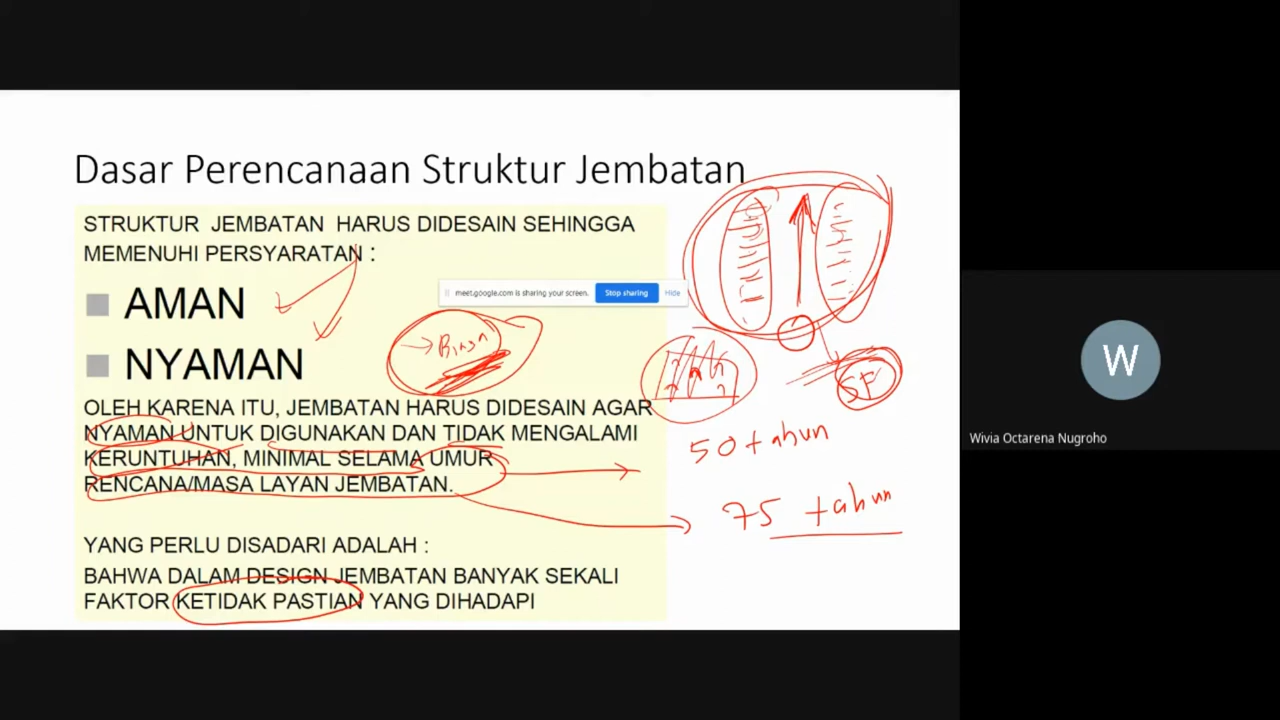 Dasar Perencanaan Struktur Jembatan
STRUKTUR JEMBATAN HARUS DIDESAIN SEHINGGA
MEMENUHI PERSYARATAN :
AMAN
meet.google.com is sharing your screen. Stop sharing Hide
NYAMAN
SF
OLEH KARENA ITU, JEMBATAN HARUS DIDESAIN AGAR
NYAMAN UNTUK DIGUNAKAN DAN TIDAK MENGALAMI
KERUNTUHAN, MINIMAL SELAMA UMUR
RENCANA/MASA LAYAN JEMBATAN.
50 tahun
75 tahun
YANG PERLU DISADARI ADALAH :
BAHWA DALAM DESIGN JEMBATAN BANYAK SEKALI
FAKTOR KETIDAK PASTIAN YANG DIHADAPI
W
Wivia Octarena Nugroho